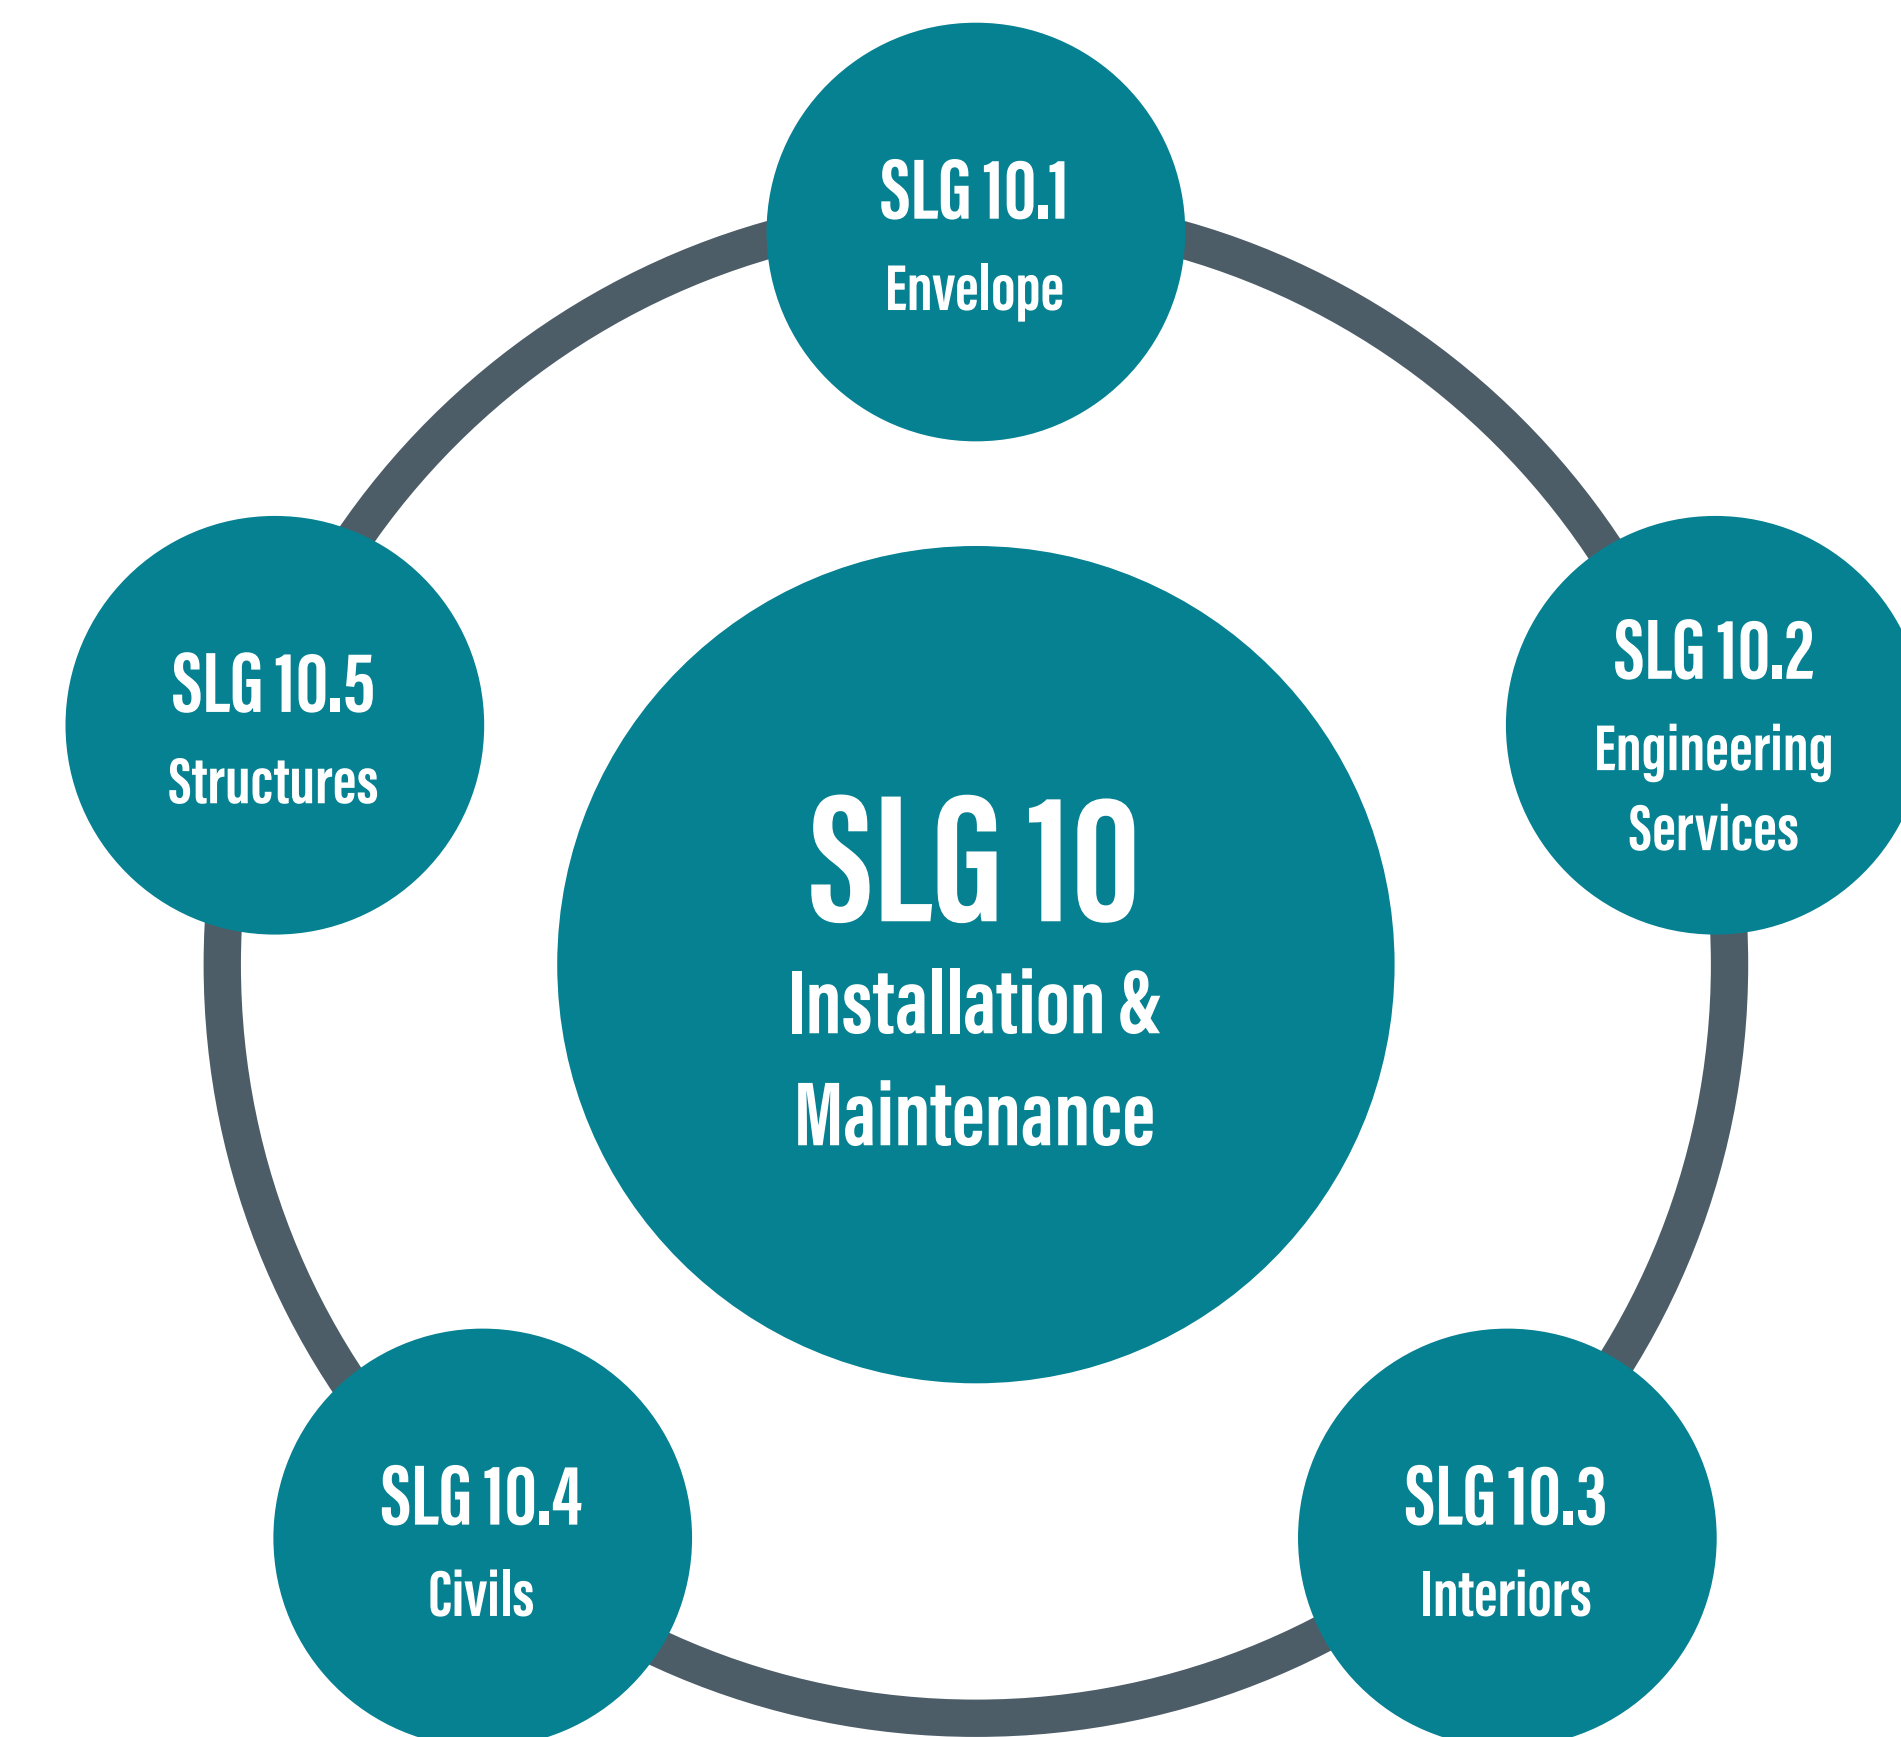 SLG 10.1
Envelope
SLG 10.2
Engineering
Services
SLG 10.5
Structures
SLG 10
Installation &
Maintenance
SLG 10.4
Civils
SLG 10.3
Interiors